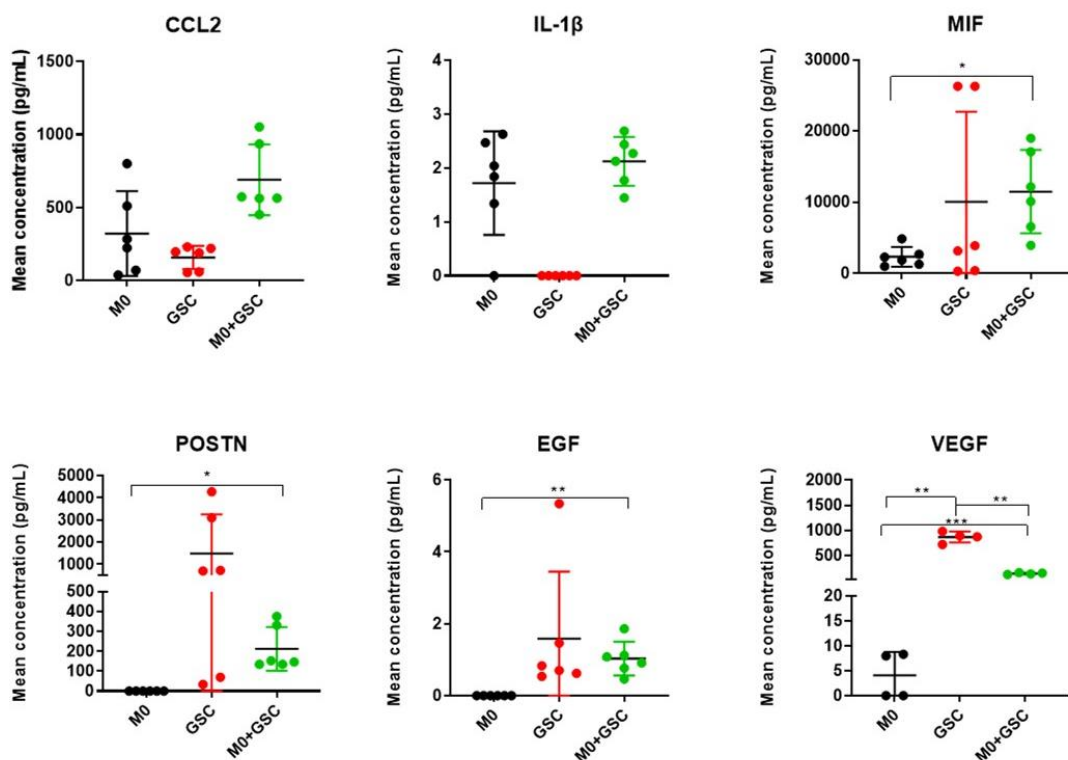 CCL2
Mean concentration (pg/mL)
1500
1000
500
0
M0
GSC
M0+GSC
IL-1β
Mean concentration (pg/mL)
4
3
2
1
0
M0
GSC
M0+GSC
MIF
Mean concentration (pg/mL)
30000
20000
10000
0
*
M0
GSC
M0+GSC
POSTN
Mean concentration (pg/mL)
5000
4000
3000
2000
1000
500
400
300
200
100
0
*
M0
GSC
M0+GSC
EGF
Mean concentration (pg/mL)
6
4
2
0
**
M0
GSC
M0+GSC
VEGF
Mean concentration (pg/mL)
2000
1500
1000
500
20
15
10
5
0
** **
***
M0
GSC
M0+GSC